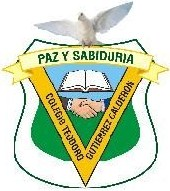 PAZ Y SABIDURIA
COLEGIO TEODORO
GUTIERREZ CALDERON